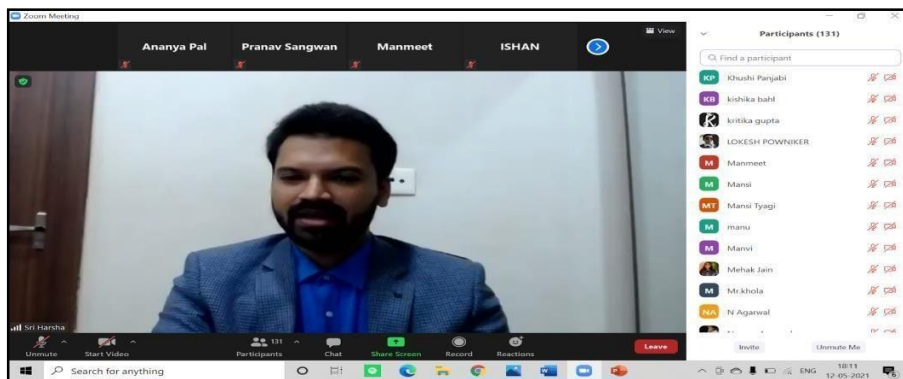 Zoom Meeting
View
Ananya Pal
Pranav Sangwan
Manmeet
ISHAN
Sri Harsha
Unmute
Start Video
131
Participants
Chat
Share Screen
Record
Reactions
Leave
Participants (131)
Find a participant
KP Khushi Panjabi
KB kishika bahl
kritika gupta
LOKESH POWNIKER
M Manmeet
M Mansi
MT Mansi Tyagi
M manu
M Manvi
Mehak Jain
M Mr.khola
NA N Agarwal
Invite
Unmute Me
Search for anything
ENG
18:11
12-05-2021